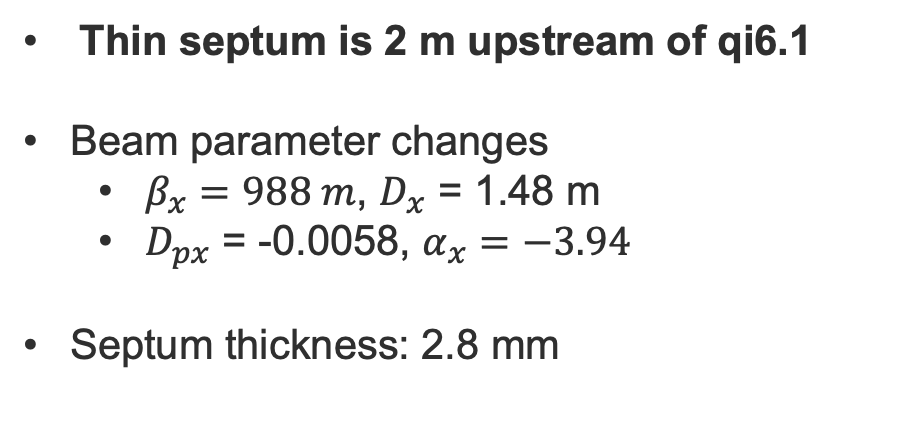 • Thin septum is 2 m upstream of qi6.1
• Beam parameter changes
• βx = 988 m, Dx = 1.48 m
• Dpx = -0.0058, αx = −3.94
• Septum thickness: 2.8 mm